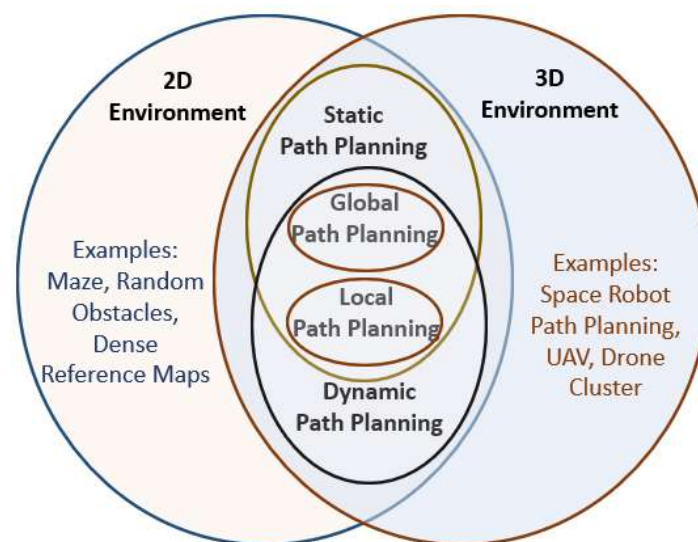 2D
Environment
3D
Environment
Static
Path Planning
Global
Path Planning
Local
Path Planning
Dynamic
Path Planning
Examples:
Maze, Random
Obstacles,
Dense
Reference Maps
Examples:
Space Robot
Path Planning,
UAV, Drone
Cluster